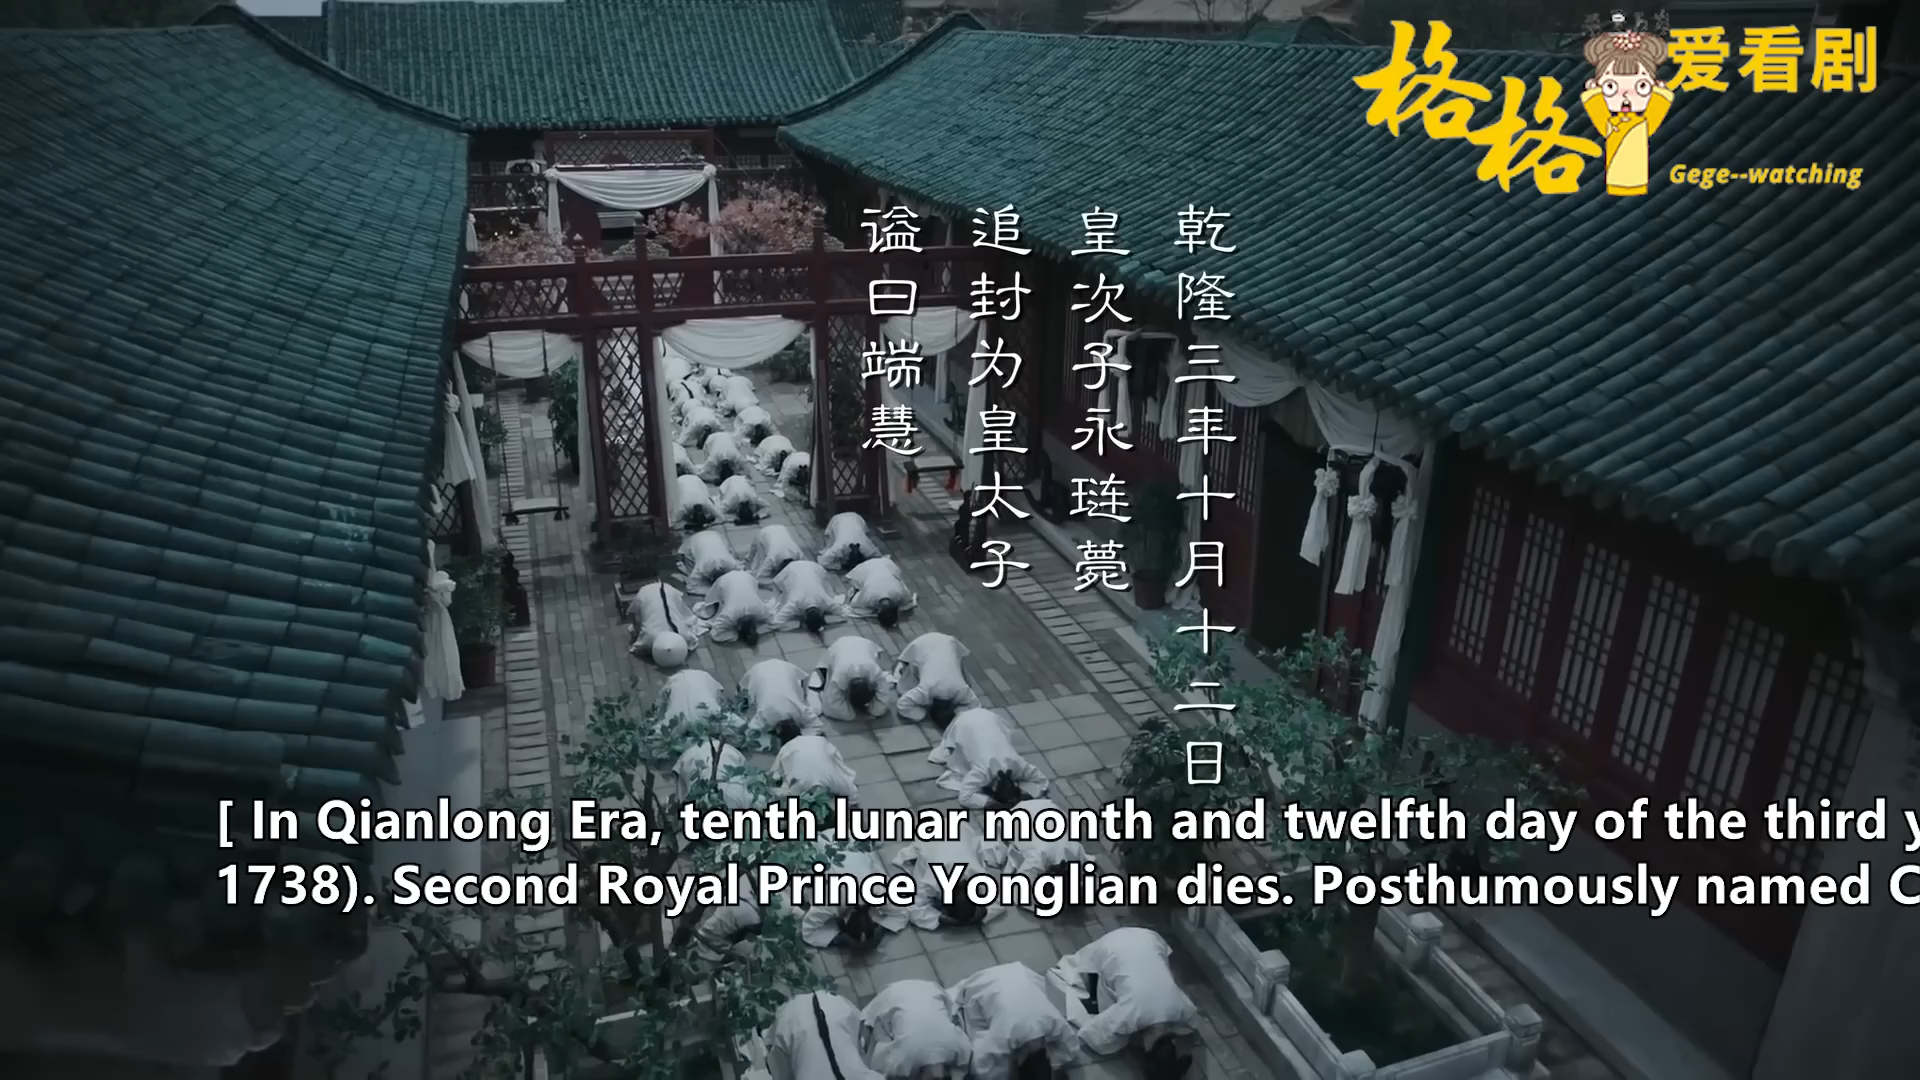 格格
爱看剧
Gege--watching
乾隆三年十月十二日
皇次子永琏薨
追封为皇太子
谥曰端慧
[ In Qianlong Era, tenth lunar month and twelfth day of the third
1738). Second Royal Prince Yonglian dies. Posthumously named